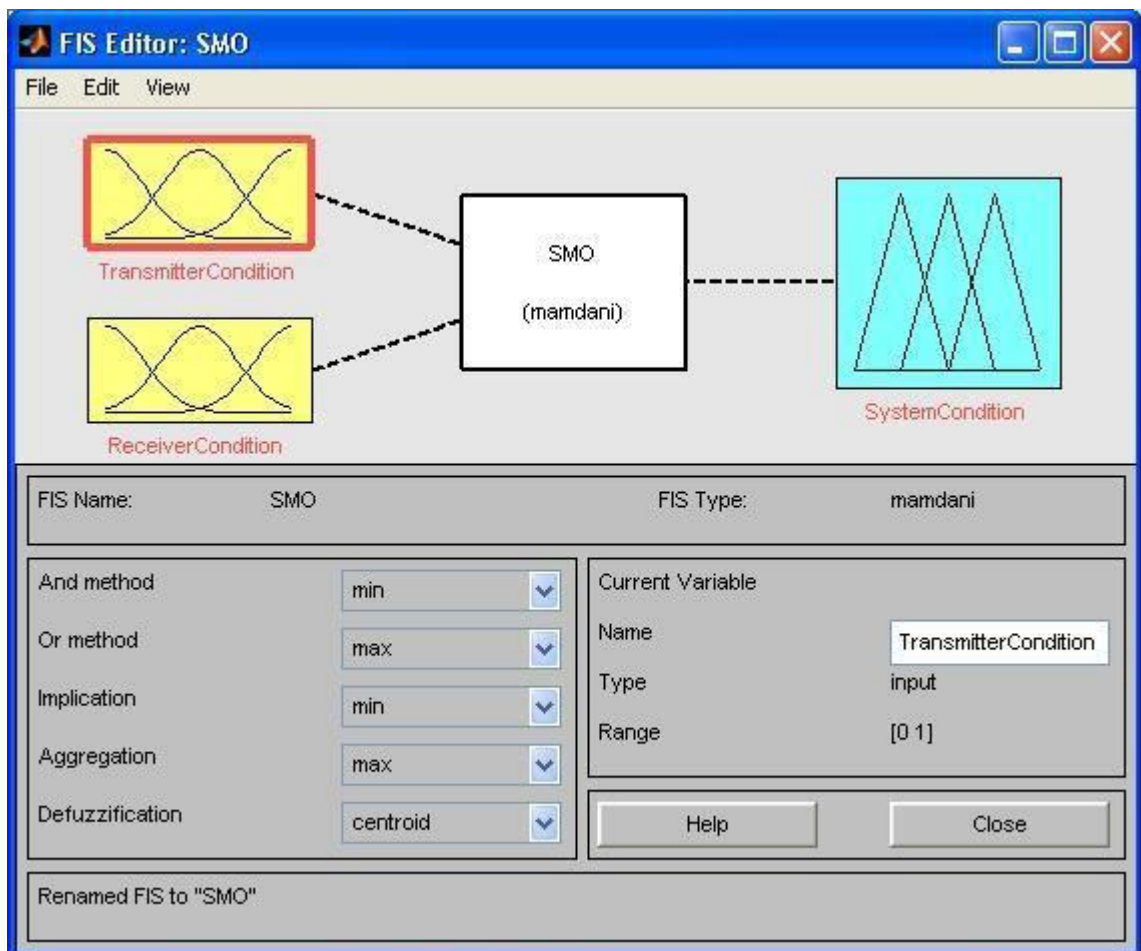 FIS Editor: SMO
File Edit View
TransmitterCondition
ReceiverCondition
SMO
(mamdani)
SystemCondition
FIS Name: SMO FIS Type: mamdani
And method min
Or method max
Implication min
Aggregation max
Defuzzification centroid
Current Variable
Name TransmitterCondition
Type input
Range [0 1]
Help Close
Renamed FIS to "SMO"